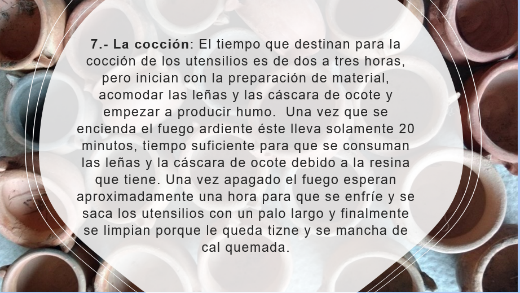 7.- La cocción: El tiempo que destinan para la
cocción de los utensilios es de dos a tres horas,
pero inician con la preparación de material,
acomodar las leñas y las cáscara de ocote y
empezar a producir humo. Una vez que se
encienda el fuego ardiente éste lleva solamente 20
minutos, tiempo suficiente para que se consuman
las leñas y la cáscara de ocote debido a la resina
que tiene. Una vez apagado el fuego esperan
aproximadamente una hora para que se enfríe y se
saca los utensilios con un palo largo y finalmente
se limpian porque le queda tizne y se mancha de
cal quemada.